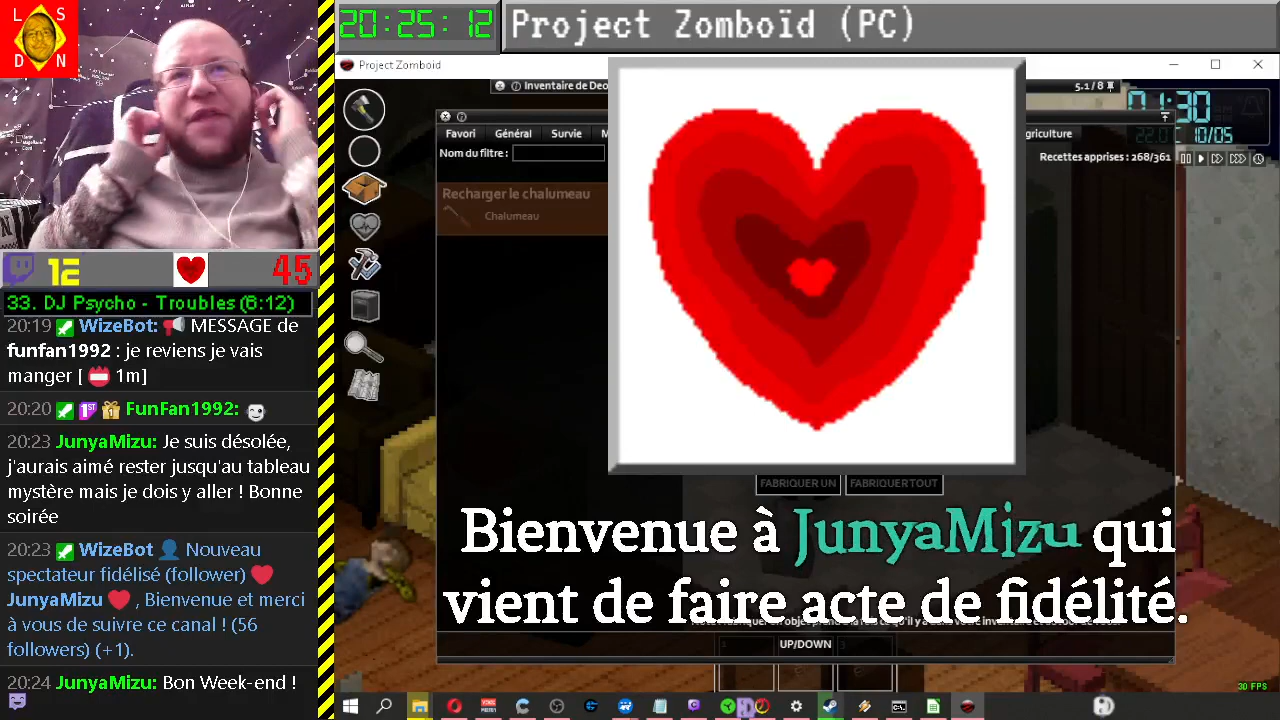 L S
D N
20:25:12
Project Zomboïd (PC)
Project Zomboid
Inventaire de Deo
5.1 / 8
01:30
22.0 10/05
Favori Général Survie M
griculture
Nom du filtre :
Recettes apprises : 268/361
Recharger le chalumeau
Chalumeau
12
45
33. DJ Psycho - Troubles (6:12)
20:19 WizeBot: MESSAGE de
funfan1992 : je reviens je vais
manger [ 1m]
20:20 1ST FunFan1992:
20:23 JunyaMizu: Je suis désolée,
j'aurais aimé rester jusqu'au tableau
mystère mais je dois y aller ! Bonne
soirée
20:23 WizeBot Nouveau
spectateur fidélisé (follower)
JunyaMizu , Bienvenue et merci
à vous de suivre ce canal ! (56
followers) (+1).
20:24 JunyaMizu: Bon Week-end !
FABRIQUER UN FABRIQUER TOUT
Bienvenue à JunyaMizu qui
vient de faire acte de fidélité.
UP/DOWN
30 FPS